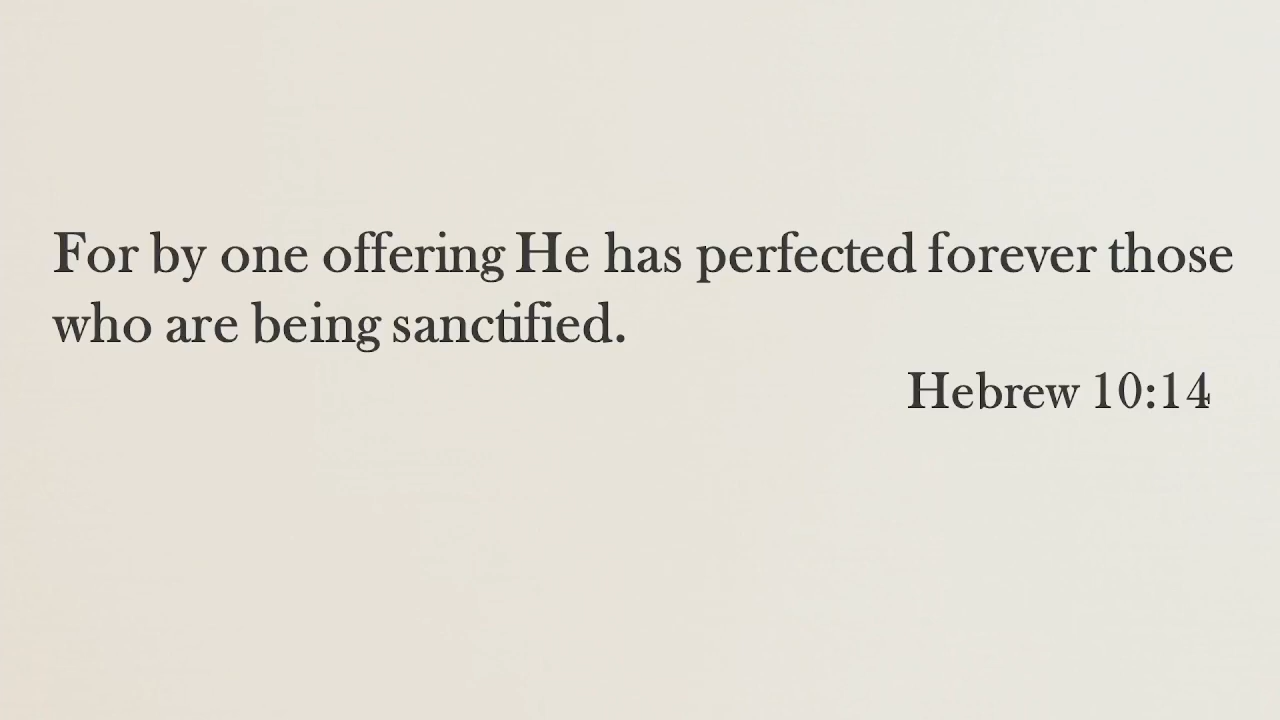 For by one offering He has perfected forever those
who are being sanctified.
Hebrew 10:14